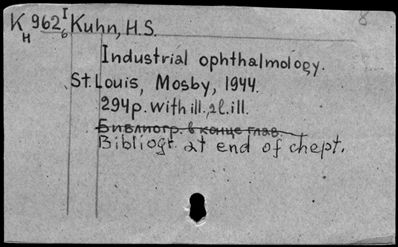 K 962 I Kuhn, H.S.
H 6
Industrial ophthalmology.
St. Louis, Mosby, 1944.
294p. with ill., 2l. ill.
Библиогр. в конце глав.
Bibliogr. at end of chept.